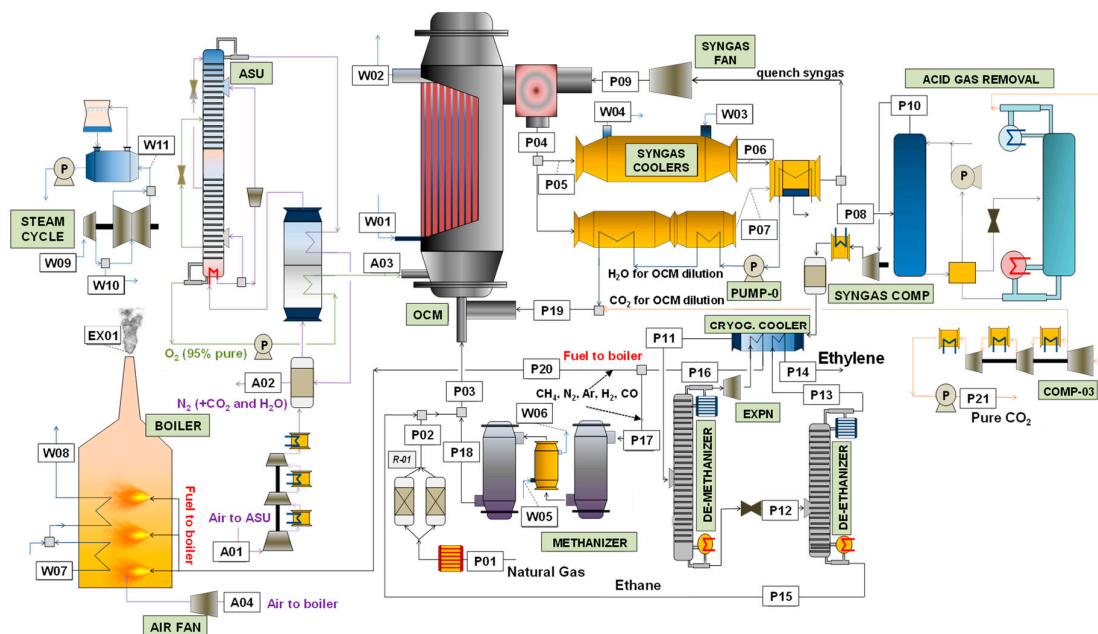 SYNGAS
FAN
W02
ASU
P09
quench syngas
ACID GAS REMOVAL
P10
W04
W03
P04
P06
SYNGAS
COOLERS
P05
W11
P
P
STEAM
CYCLE
W01
P08
P07
W09
A03
H₂O for OCM dilution
P
W10
PUMP-0
SYNGAS COMP
CO₂ for OCM dilution
OCM
P19
EX01
CRYOG. COOLER
O₂ (95% pure)
P
P11
Fuel to boiler
Ethylene
P20
P16
P14
A02
COMP-03
N₂ (+CO₂ and H₂O)
P03
CH₄, N₂, Ar, H₂, CO
EXPN
P13
P
P21
Pure CO₂
BOILER
W06
P02
P17
P18
W08
R-01
DE-METHANIZER
DE-ETHANIZER
Fuel to boiler
W05
P12
Air to ASU
METHANIZER
A01
P01
W07
Natural Gas
Ethane
P15
A04
Air to boiler
AIR FAN